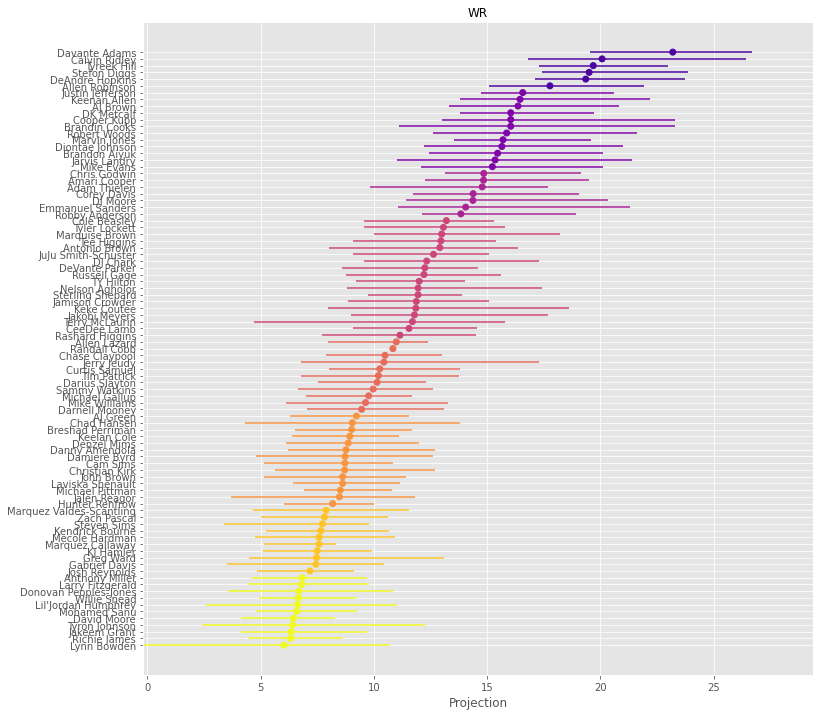 WR
Davante Adams
Calvin Ridley
Tyreek Hill
Stefon Diggs
DeAndre Hopkins
Allen Robinson
Justin Jefferson
Keenan Allen
AJ Brown
DK Metcalf
Cooper Kupp
Brandin Cooks
Robert Woods
Marvin Jones
Diontae Johnson
Brandon Aiyuk
Jarvis Landry
Mike Evans
Chris Godwin
Amari Cooper
Adam Thielen
Corey Davis
DJ Moore
Emmanuel Sanders
Robby Anderson
Cole Beasley
Tyler Lockett
Marquise Brown
Tee Higgins
Antonio Brown
JuJu Smith-Schuster
DJ Chark
DeVante Parker
Russell Gage
TY Hilton
Nelson Agholor
Sterling Shepard
Jamison Crowder
Keke Coutee
Jakobi Meyers
Terry McLaurin
CeeDee Lamb
Rashard Higgins
Allen Lazard
Randall Cobb
Chase Claypool
Jerry Jeudy
Curtis Samuel
Tim Patrick
Darius Slayton
Sammy Watkins
Michael Gallup
Mike Williams
Darnell Mooney
AJ Green
Chad Hansen
Breshad Perriman
Keelan Cole
Denzel Mims
Danny Amendola
Damiere Byrd
Cam Sims
Christian Kirk
John Brown
Laviska Shenault
Michael Pittman
Jalen Reagor
Hunter Renfrow
Marquez Valdes-Scantling
Zach Pascal
Steven Sims
Kendrick Bourne
Mecole Hardman
Marquez Callaway
KJ Hamler
Greg Ward
Gabriel Davis
Josh Reynolds
Anthony Miller
Larry Fitzgerald
Donovan Peoples-Jones
Willie Snead
Lil'Jordan Humphrey
Mohamed Sanu
David Moore
Tyron Johnson
Jakeem Grant
Richie James
Lynn Bowden
0 5 10 15 20 25
Projection